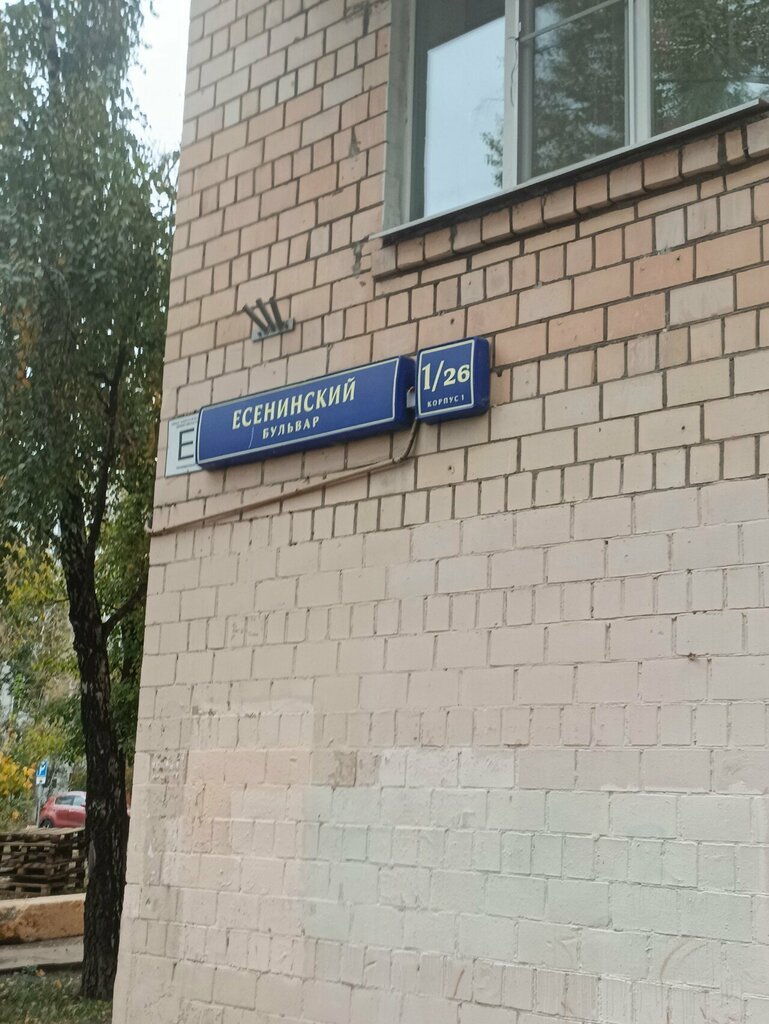 Е
ЕСЕНИНСКИЙ
БУЛЬВАР
1/26
КОРПУС 1